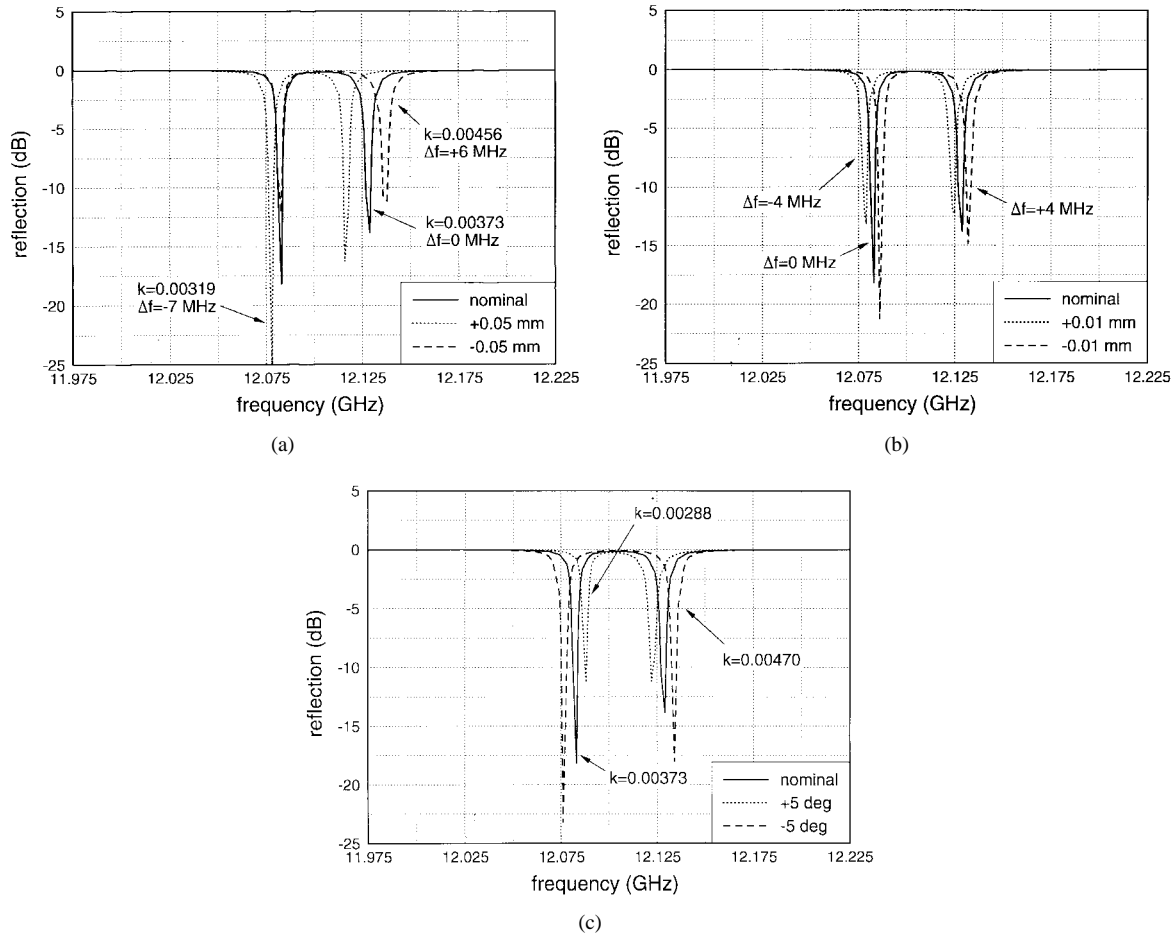 5
0
-5
-10
-15
-20
-25
reflection (dB)
k=0.00456
Δf=+6 MHz
k=0.00373
Δf=0 MHz
k=0.00319
Δf=-7 MHz
nominal
+0.05 mm
-0.05 mm
11.975 12.025 12.075 12.125 12.175 12.225
frequency (GHz)
(a)
5
0
-5
-10
-15
-20
-25
reflection (dB)
Δf=-4 MHz
Δf=+4 MHz
Δf=0 MHz
nominal
+0.01 mm
-0.01 mm
11.975 12.025 12.075 12.125 12.175 12.225
frequency (GHz)
(b)
5
0
-5
-10
-15
-20
-25
reflection (dB)
k=0.00288
k=0.00470
k=0.00373
nominal
+5 deg
-5 deg
11.975 12.025 12.075 12.125 12.175 12.225
frequency (GHz)
(c)